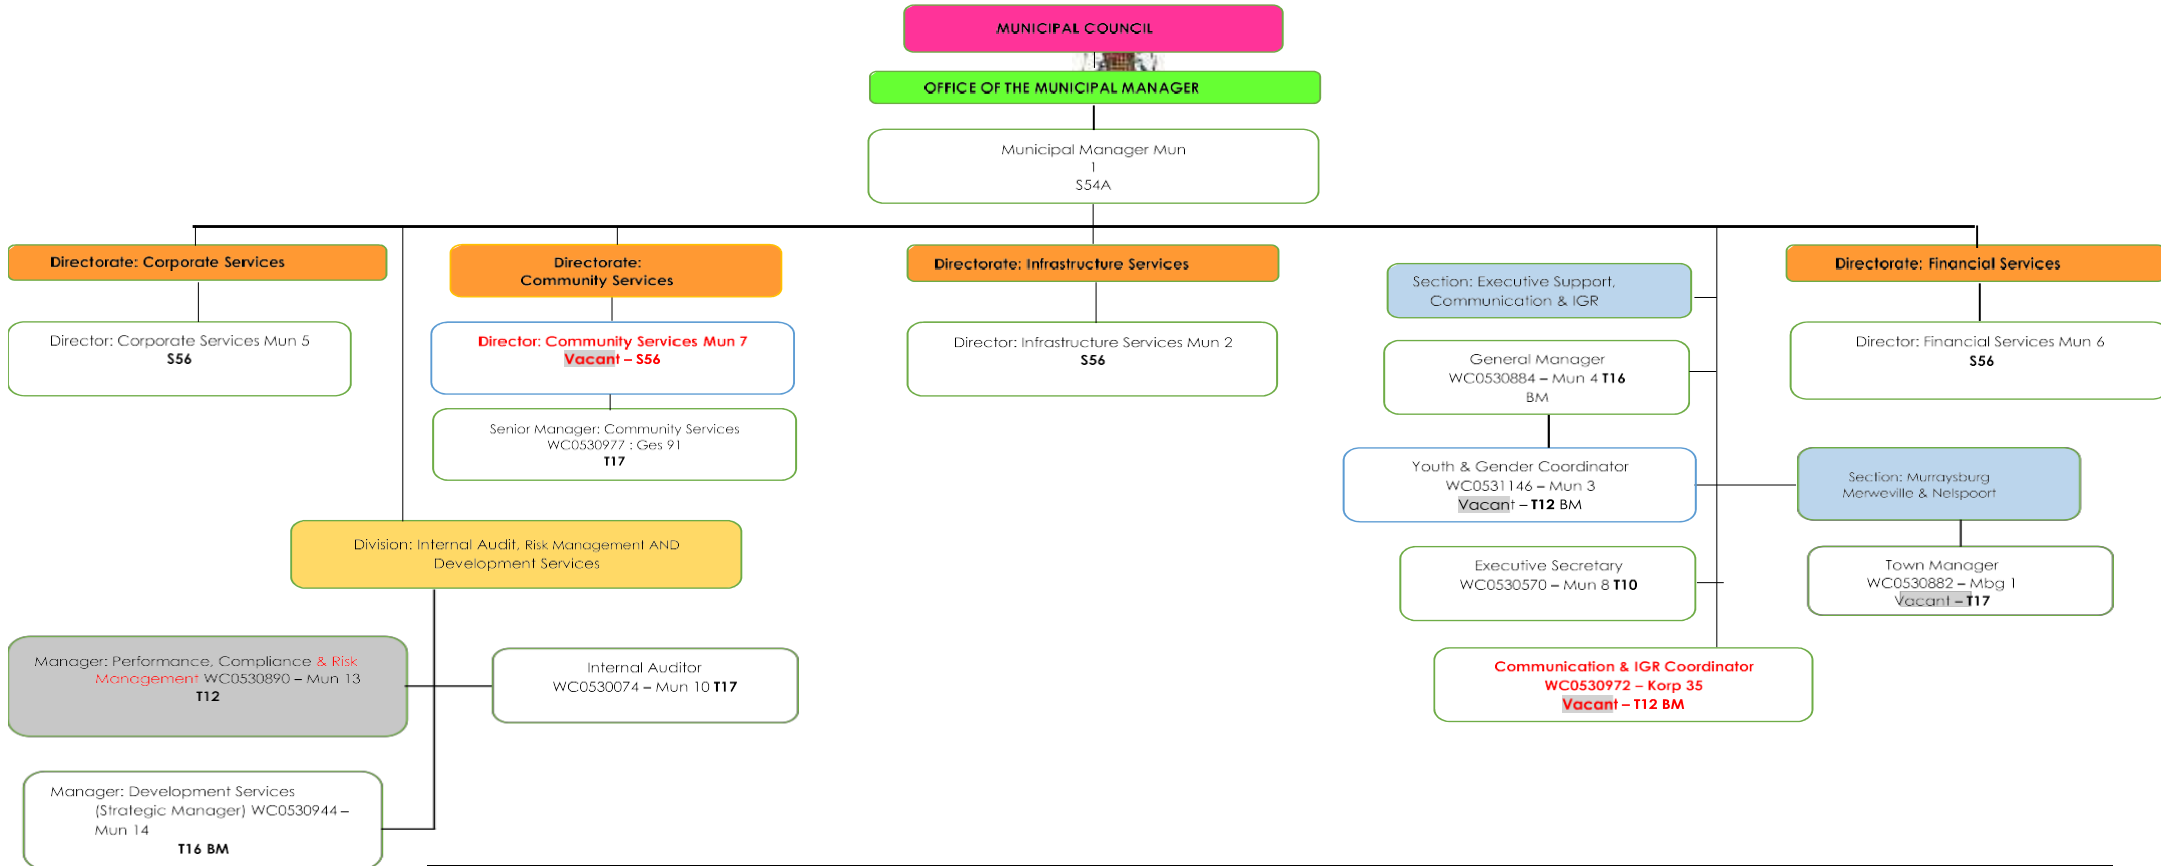 MUNICIPAL COUNCIL
OFFICE OF THE MUNICIPAL MANAGER
Municipal Manager Mun
1
S54A
Directorate: Corporate Services
Director: Corporate Services Mun 5
S56
Directorate:
Community Services
Director: Community Services Mun 7
Vacant – S56
Senior Manager: Community Services
WC0530977 : Ges 91
T17
Directorate: Infrastructure Services
Director: Infrastructure Services Mun 2
S56
Section: Executive Support,
Communication & IGR
General Manager
WC0530884 – Mun 4 T16
BM
Youth & Gender Coordinator
WC0531146 – Mun 3
Vacant – T12 BM
Executive Secretary
WC0530570 – Mun 8 T10
Communication & IGR Coordinator
WC0530972 – Korp 35
Vacant – T12 BM
Directorate: Financial Services
Director: Financial Services Mun 6
S56
Section: Murraysburg
Merweville & Nelspoort
Town Manager
WC0530882 – Mbg 1
Vacant – T17
Division: Internal Audit, Risk Management AND
Development Services
Manager: Performance, Compliance & Risk
Management WC0530890 – Mun 13
T12
Internal Auditor
WC0530074 – Mun 10 T17
Manager: Development Services
(Strategic Manager) WC0530944 –
Mun 14
T16 BM